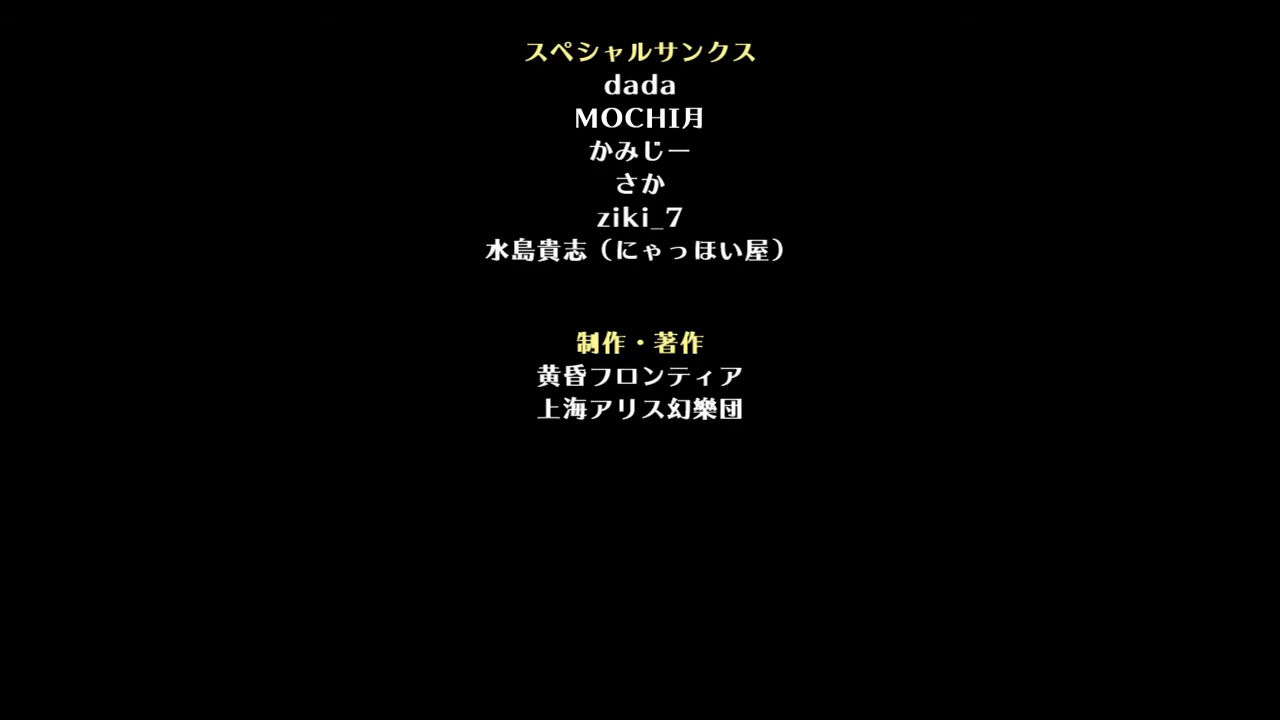 スペシャルサンクス
dada
MOCHI月
かみじー
さか
ziki_7
水島貴志（にゃっほい屋）
制作・著作
黄昏フロンティア
上海アリス幻樂団